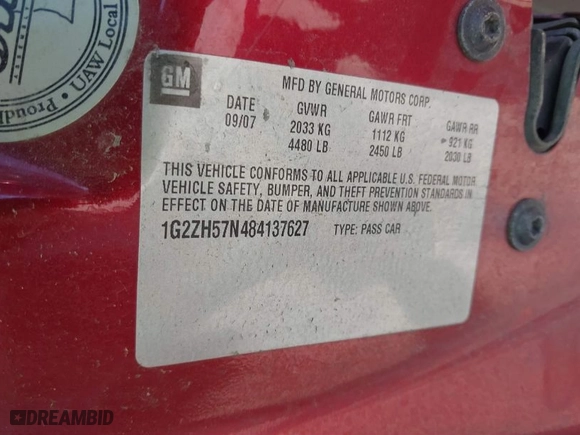 Proudly
UAW Local
GM
MFD BY GENERAL MOTORS CORP.
DATE GVWR GAWR FRT GAWR RR
09/07 2033 KG 1112 KG 921 KG
4480 LB 2450 LB 2030 LB
THIS VEHICLE CONFORMS TO ALL APPLICABLE U.S. FEDERAL MOTOR
VEHICLE SAFETY, BUMPER, AND THEFT PREVENTION STANDARDS IN
EFFECT ON THE DATE OF MANUFACTURE SHOWN ABOVE.
1G2ZH57N484137627 TYPE: PASS CAR
DREAMBID